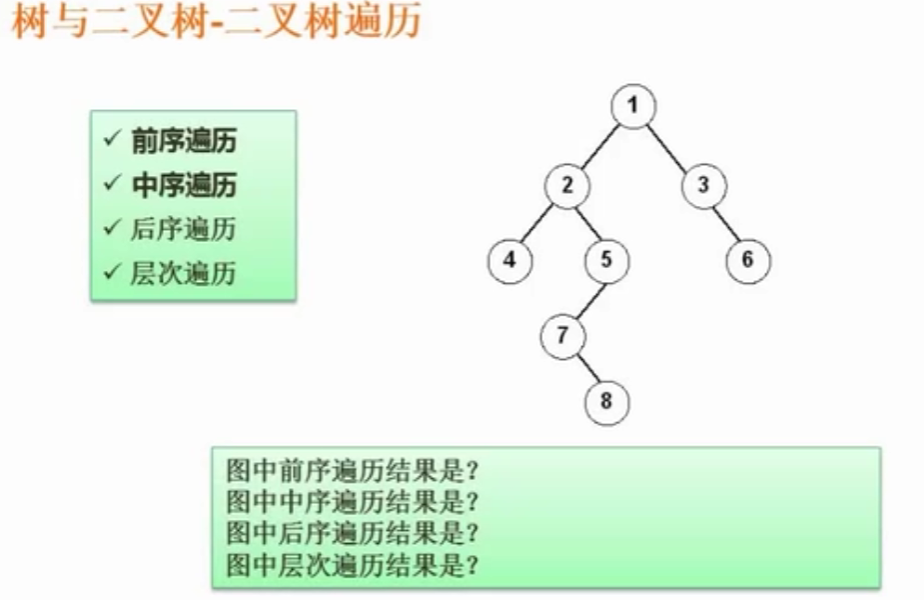 树与二叉树-二叉树遍历
✓ 前序遍历
✓ 中序遍历
✓ 后序遍历
✓ 层次遍历
1
2
3
4
5
6
7
8
图中前序遍历结果是?
图中中序遍历结果是?
图中后序遍历结果是?
图中层次遍历结果是?